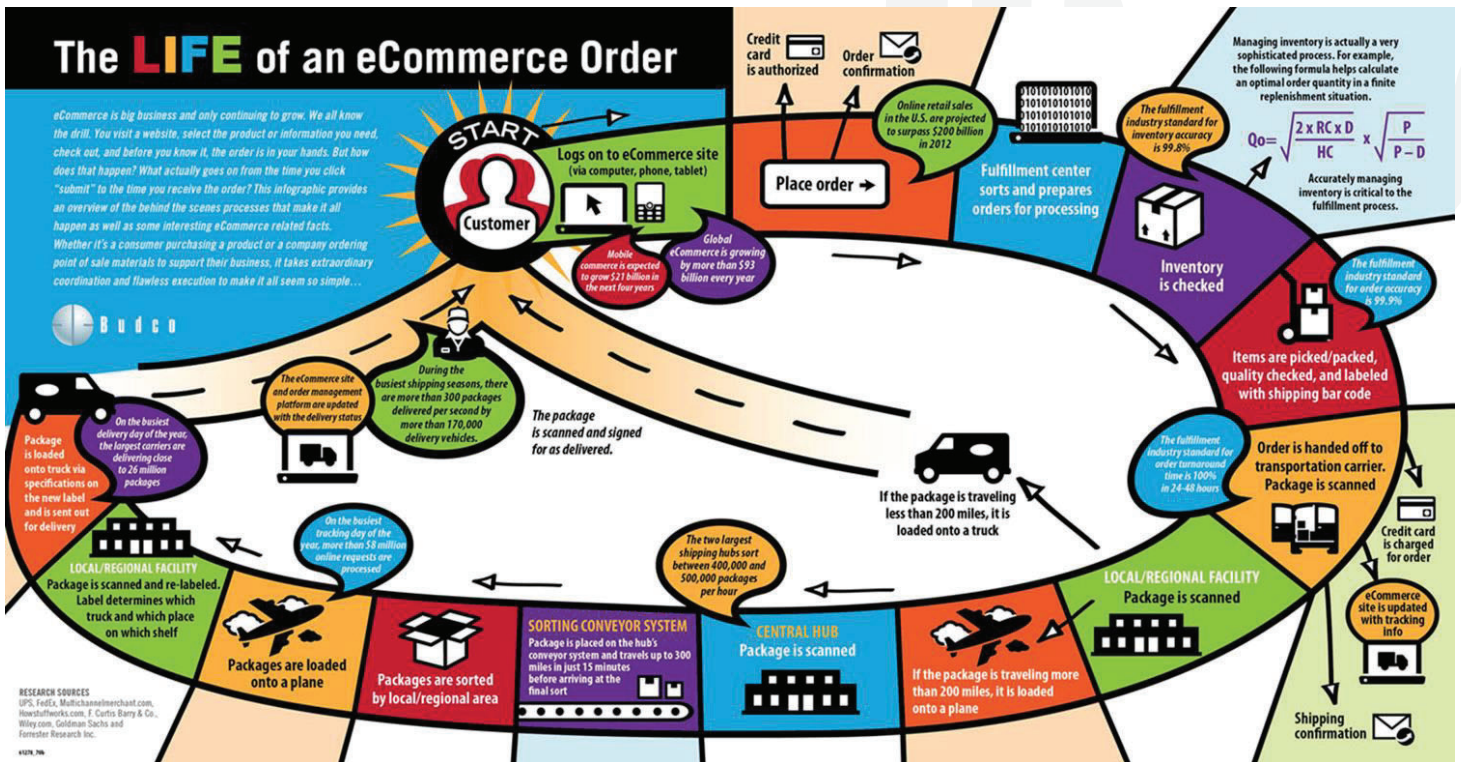 The LIFE of an eCommerce Order
eCommerce is big business and only continuing to grow. We all know
the drill. You visit a website, select the product or information you need,
check out, and before you know it, the order is in your hands. But how
does that happen? What actually goes on from the time you click
"submit" to the time you receive the order? This infographic provides
an overview of the behind the scenes processes that make it all
happen as well as some interesting eCommerce related facts.
Whether it's a consumer purchasing a product or a company ordering
point of sale materials to support their business, it takes extraordinary
coordination and flawless execution to make it all seem so simple...
Budco
START
Customer
Logs on to eCommerce site
(via computer, phone, tablet)
Mobile
commerce is expected
to grow $21 billion in
the next four years
Global
eCommerce is growing
by more than $93
billion every year
Credit
card
is authorized
Order
confirmation
Place order →
Online retail sales
in the U.S. are projected
to surpass $200 billion
in 2012
Fulfillment center
sorts and prepares
orders for processing
The fulfillment
industry standard for
inventory accuracy
is 99.8%
Inventory
is checked
Managing inventory is actually a very
sophisticated process. For example,
the following formula helps calculate
an optimal order quantity in a finite
replenishment situation.
Qo= √ 2 x RC x D / HC x √ P / P – D
Accurately managing
inventory is critical to the
fulfillment process.
The fulfillment
industry standard
for order accuracy
is 99.9%
Items are picked/packed,
quality checked, and labeled
with shipping bar code
The fulfillment
industry standard for
order turnaround
time is 100%
in 24-48 hours
Order is handed off to
transportation carrier.
Package is scanned
Credit card
is charged
for order
eCommerce
site is updated
with tracking
info
Shipping
confirmation
LOCAL/REGIONAL FACILITY
Package is scanned
If the package is traveling
less than 200 miles, it is
loaded onto a truck
If the package is traveling more
than 200 miles, it is loaded
onto a plane
The two largest
shipping hubs sort
between 400,000 and
500,000 packages
per hour
CENTRAL HUB
Package is scanned
SORTING CONVEYOR SYSTEM
Package is placed on the hub's
conveyor system and travels up to 300
miles in just 15 minutes
before arriving at the
final sort
Packages are sorted
by local/regional area
On the busiest
tracking day of the
year, more than 58 million
online requests are
processed
Packages are loaded
onto a plane
LOCAL/REGIONAL FACILITY
Package is scanned and re-labeled.
Label determines which
truck and which place
on which shelf
Package
is loaded
onto truck via
specifications on
the new label
and is sent out
for delivery
On the busiest
delivery day of the year,
the largest carriers are
delivering close
to 26 million
packages
The eCommerce site
and order management
platform are updated
with the delivery status
During the
busiest shipping seasons, there
are more than 300 packages
delivered per second by
more than 170,000
delivery vehicles.
The package
is scanned and signed
for as delivered.
RESEARCH SOURCES
UPS, FedEx, Multichannelmerchant.com,
Howstuffworks.com, F. Curtis Barry & Co.,
Wiley.com, Goldman Sachs and
Forrester Research Inc.